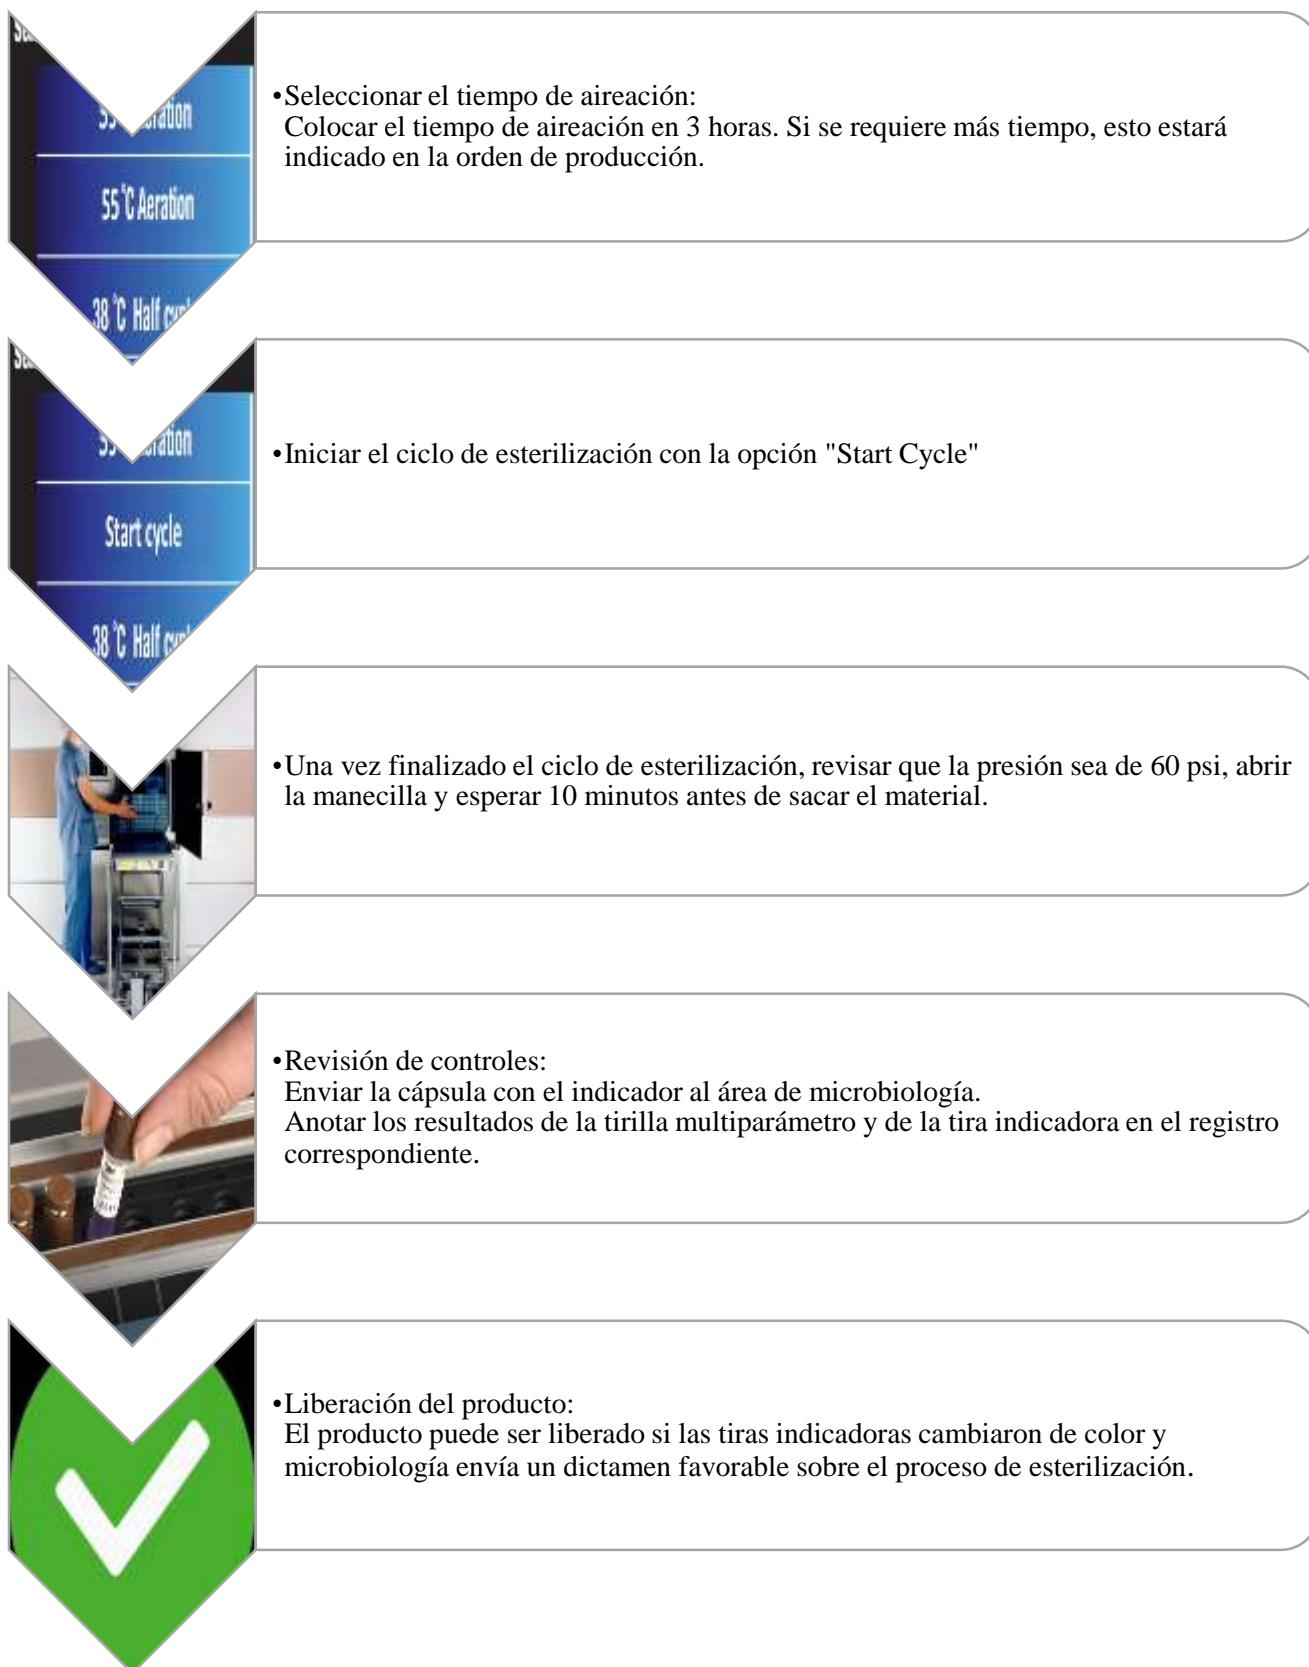 55 °C Aeration
38 °C Half
•Seleccionar el tiempo de aireación:
Colocar el tiempo de aireación en 3 horas. Si se requiere más tiempo, esto estará
indicado en la orden de producción.
Start cycle
38 °C Half
•Iniciar el ciclo de esterilización con la opción "Start Cycle"
•Una vez finalizado el ciclo de esterilización, revisar que la presión sea de 60 psi, abrir
la manecilla y esperar 10 minutos antes de sacar el material.
•Revisión de controles:
Enviar la cápsula con el indicador al área de microbiología.
Anotar los resultados de la tirilla multiparámetro y de la tira indicadora en el registro
correspondiente.
•Liberación del producto:
El producto puede ser liberado si las tiras indicadoras cambiaron de color y
microbiología envía un dictamen favorable sobre el proceso de esterilización.